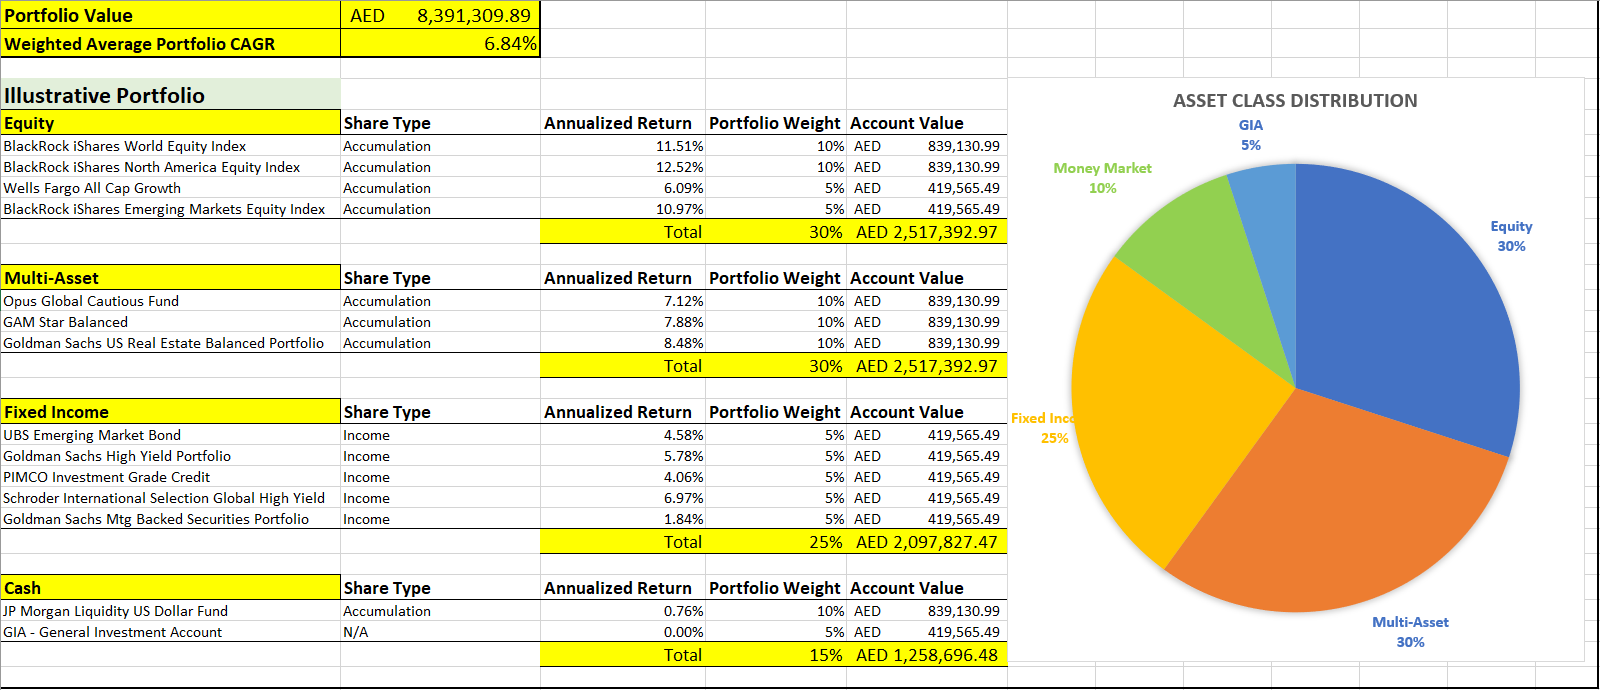 Portfolio Value AED 8,391,309.89
Weighted Average Portfolio CAGR 6.84%
Illustrative Portfolio
Equity Share Type Annualized Return Portfolio Weight Account Value
BlackRock iShares World Equity Index Accumulation 11.51% 10% AED 839,130.99
BlackRock iShares North America Equity Index Accumulation 12.52% 10% AED 839,130.99
Wells Fargo All Cap Growth Accumulation 6.09% 5% AED 419,565.49
BlackRock iShares Emerging Markets Equity Index Accumulation 10.97% 5% AED 419,565.49
Total 30% AED 2,517,392.97
Multi-Asset Share Type Annualized Return Portfolio Weight Account Value
Opus Global Cautious Fund Accumulation 7.12% 10% AED 839,130.99
GAM Star Balanced Accumulation 7.88% 10% AED 839,130.99
Goldman Sachs US Real Estate Balanced Portfolio Accumulation 8.48% 10% AED 839,130.99
Total 30% AED 2,517,392.97
Fixed Income Share Type Annualized Return Portfolio Weight Account Value
UBS Emerging Market Bond Income 4.58% 5% AED 419,565.49
Goldman Sachs High Yield Portfolio Income 5.78% 5% AED 419,565.49
PIMCO Investment Grade Credit Income 4.06% 5% AED 419,565.49
Schroder International Selection Global High Yield Income 6.97% 5% AED 419,565.49
Goldman Sachs Mtg Backed Securities Portfolio Income 1.84% 5% AED 419,565.49
Total 25% AED 2,097,827.47
Cash Share Type Annualized Return Portfolio Weight Account Value
JP Morgan Liquidity US Dollar Fund Accumulation 0.76% 10% AED 839,130.99
GIA - General Investment Account N/A 0.00% 5% AED 419,565.49
Total 15% AED 1,258,696.48
ASSET CLASS DISTRIBUTION
GIA
5%
Money Market
10%
Equity
30%
Fixed Inco
25%
Multi-Asset
30%